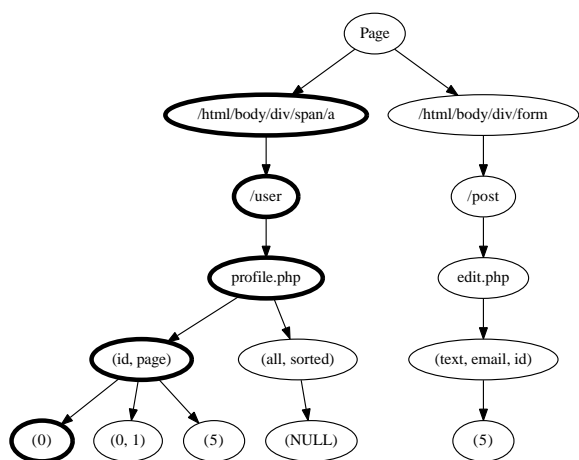 Page
/html/body/div/span/a
/html/body/div/form
/user
/post
profile.php
edit.php
(id, page)
(all, sorted)
(text, email, id)
(0)
(0, 1)
(5)
(NULL)
(5)